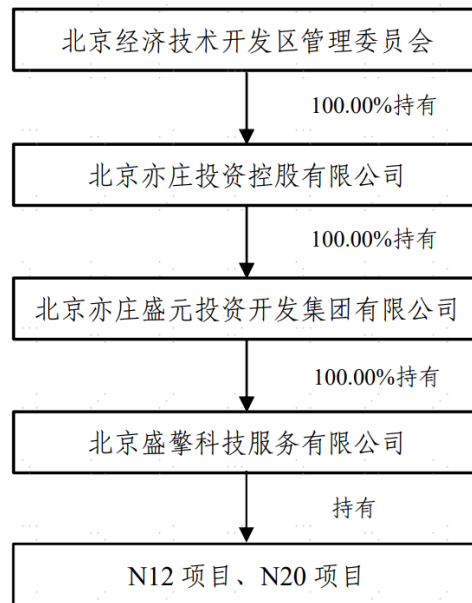 北京经济技术开发区管理委员会
100.00%持有
北京亦庄投资控股有限公司
100.00%持有
北京亦庄盛元投资开发集团有限公司
100.00%持有
北京盛擎科技服务有限公司
持有
N12 项目、N20 项目